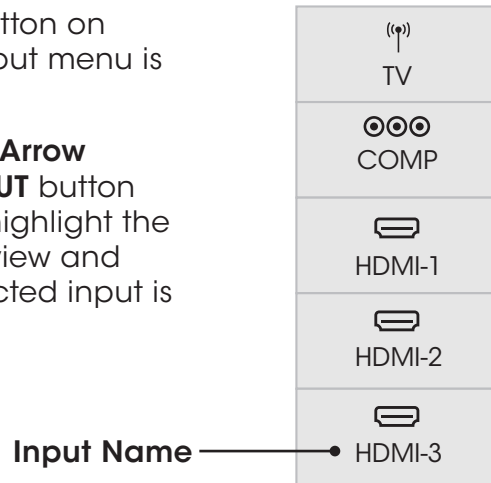 tton on
put menu is
Arrow
UT button
highlight the
view and
cted input is
Input Name
TV
COMP
HDMI-1
HDMI-2
HDMI-3